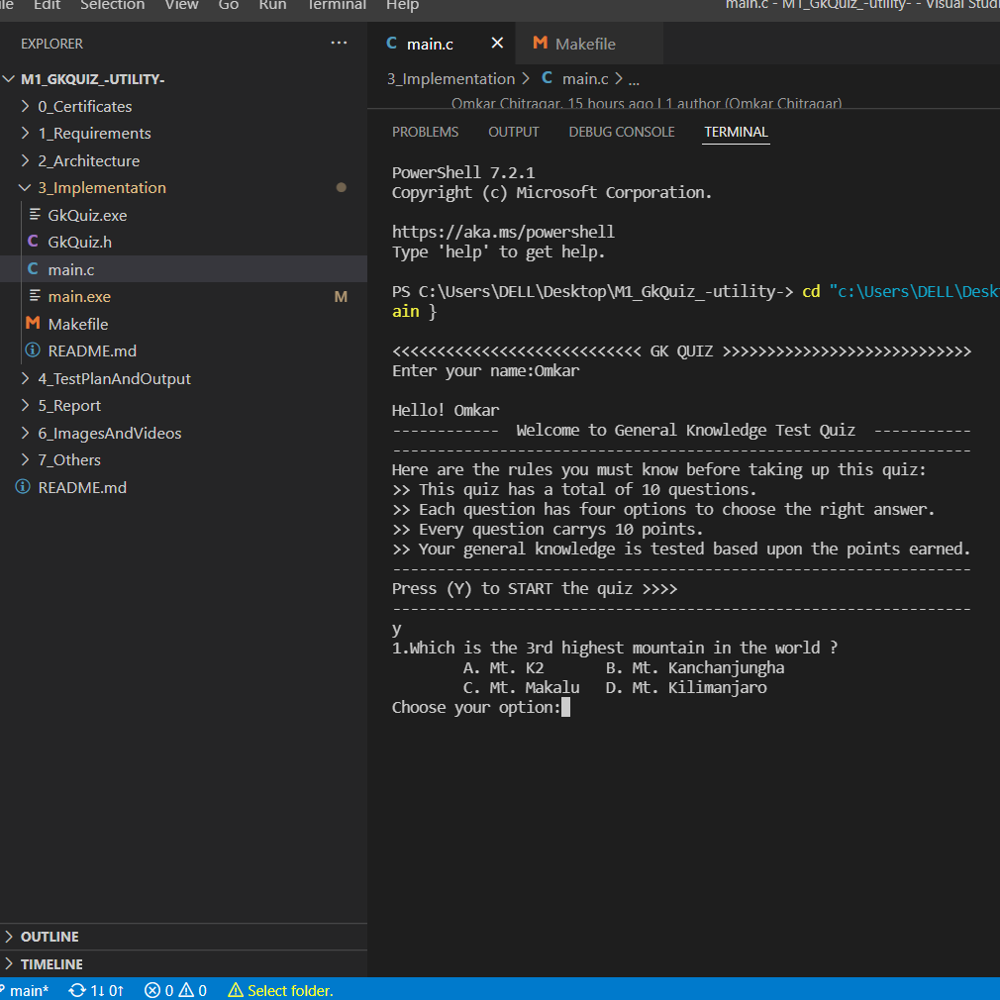 File Edit Selection View Go Run Terminal Help
main.c - M1_GkQuiz_-utility- - Visual Studi
EXPLORER
M1_GKQUIZ_-UTILITY-
0_Certificates
1_Requirements
2_Architecture
3_Implementation
GkQuiz.exe
C GkQuiz.h
C main.c
main.exe M
M Makefile
README.md
4_TestPlanAndOutput
5_Report
6_ImagesAndVideos
7_Others
README.md
OUTLINE
TIMELINE
C main.c
M Makefile
3_Implementation > C main.c > ...
Omkar Chitragar, 15 hours ago | 1 author (Omkar Chitragar)
PROBLEMS OUTPUT DEBUG CONSOLE TERMINAL
PowerShell 7.2.1
Copyright (c) Microsoft Corporation.
https://aka.ms/powershell
Type 'help' to get help.
PS C:\Users\DELL\Desktop\M1_GkQuiz_-utility-> cd "c:\Users\DELL\Desk
ain }
<<<<<<<<<<<<<<<<<<<<<<<<<<<< GK QUIZ >>>>>>>>>>>>>>>>>>>>>>>>>>>>
Enter your name:Omkar
Hello! Omkar
------------  Welcome to General Knowledge Test Quiz  -----------
-----------------------------------------------------------------
Here are the rules you must know before taking up this quiz:
>> This quiz has a total of 10 questions.
>> Each question has four options to choose the right answer.
>> Every question carrys 10 points.
>> Your general knowledge is tested based upon the points earned.
-----------------------------------------------------------------
Press (Y) to START the quiz >>>>
-----------------------------------------------------------------
y
1.Which is the 3rd highest mountain in the world ?
A. Mt. K2 B. Mt. Kanchanjungha
C. Mt. Makalu D. Mt. Kilimanjaro
Choose your option:
main* 1↓ 0↑ 0 0 Select folder.